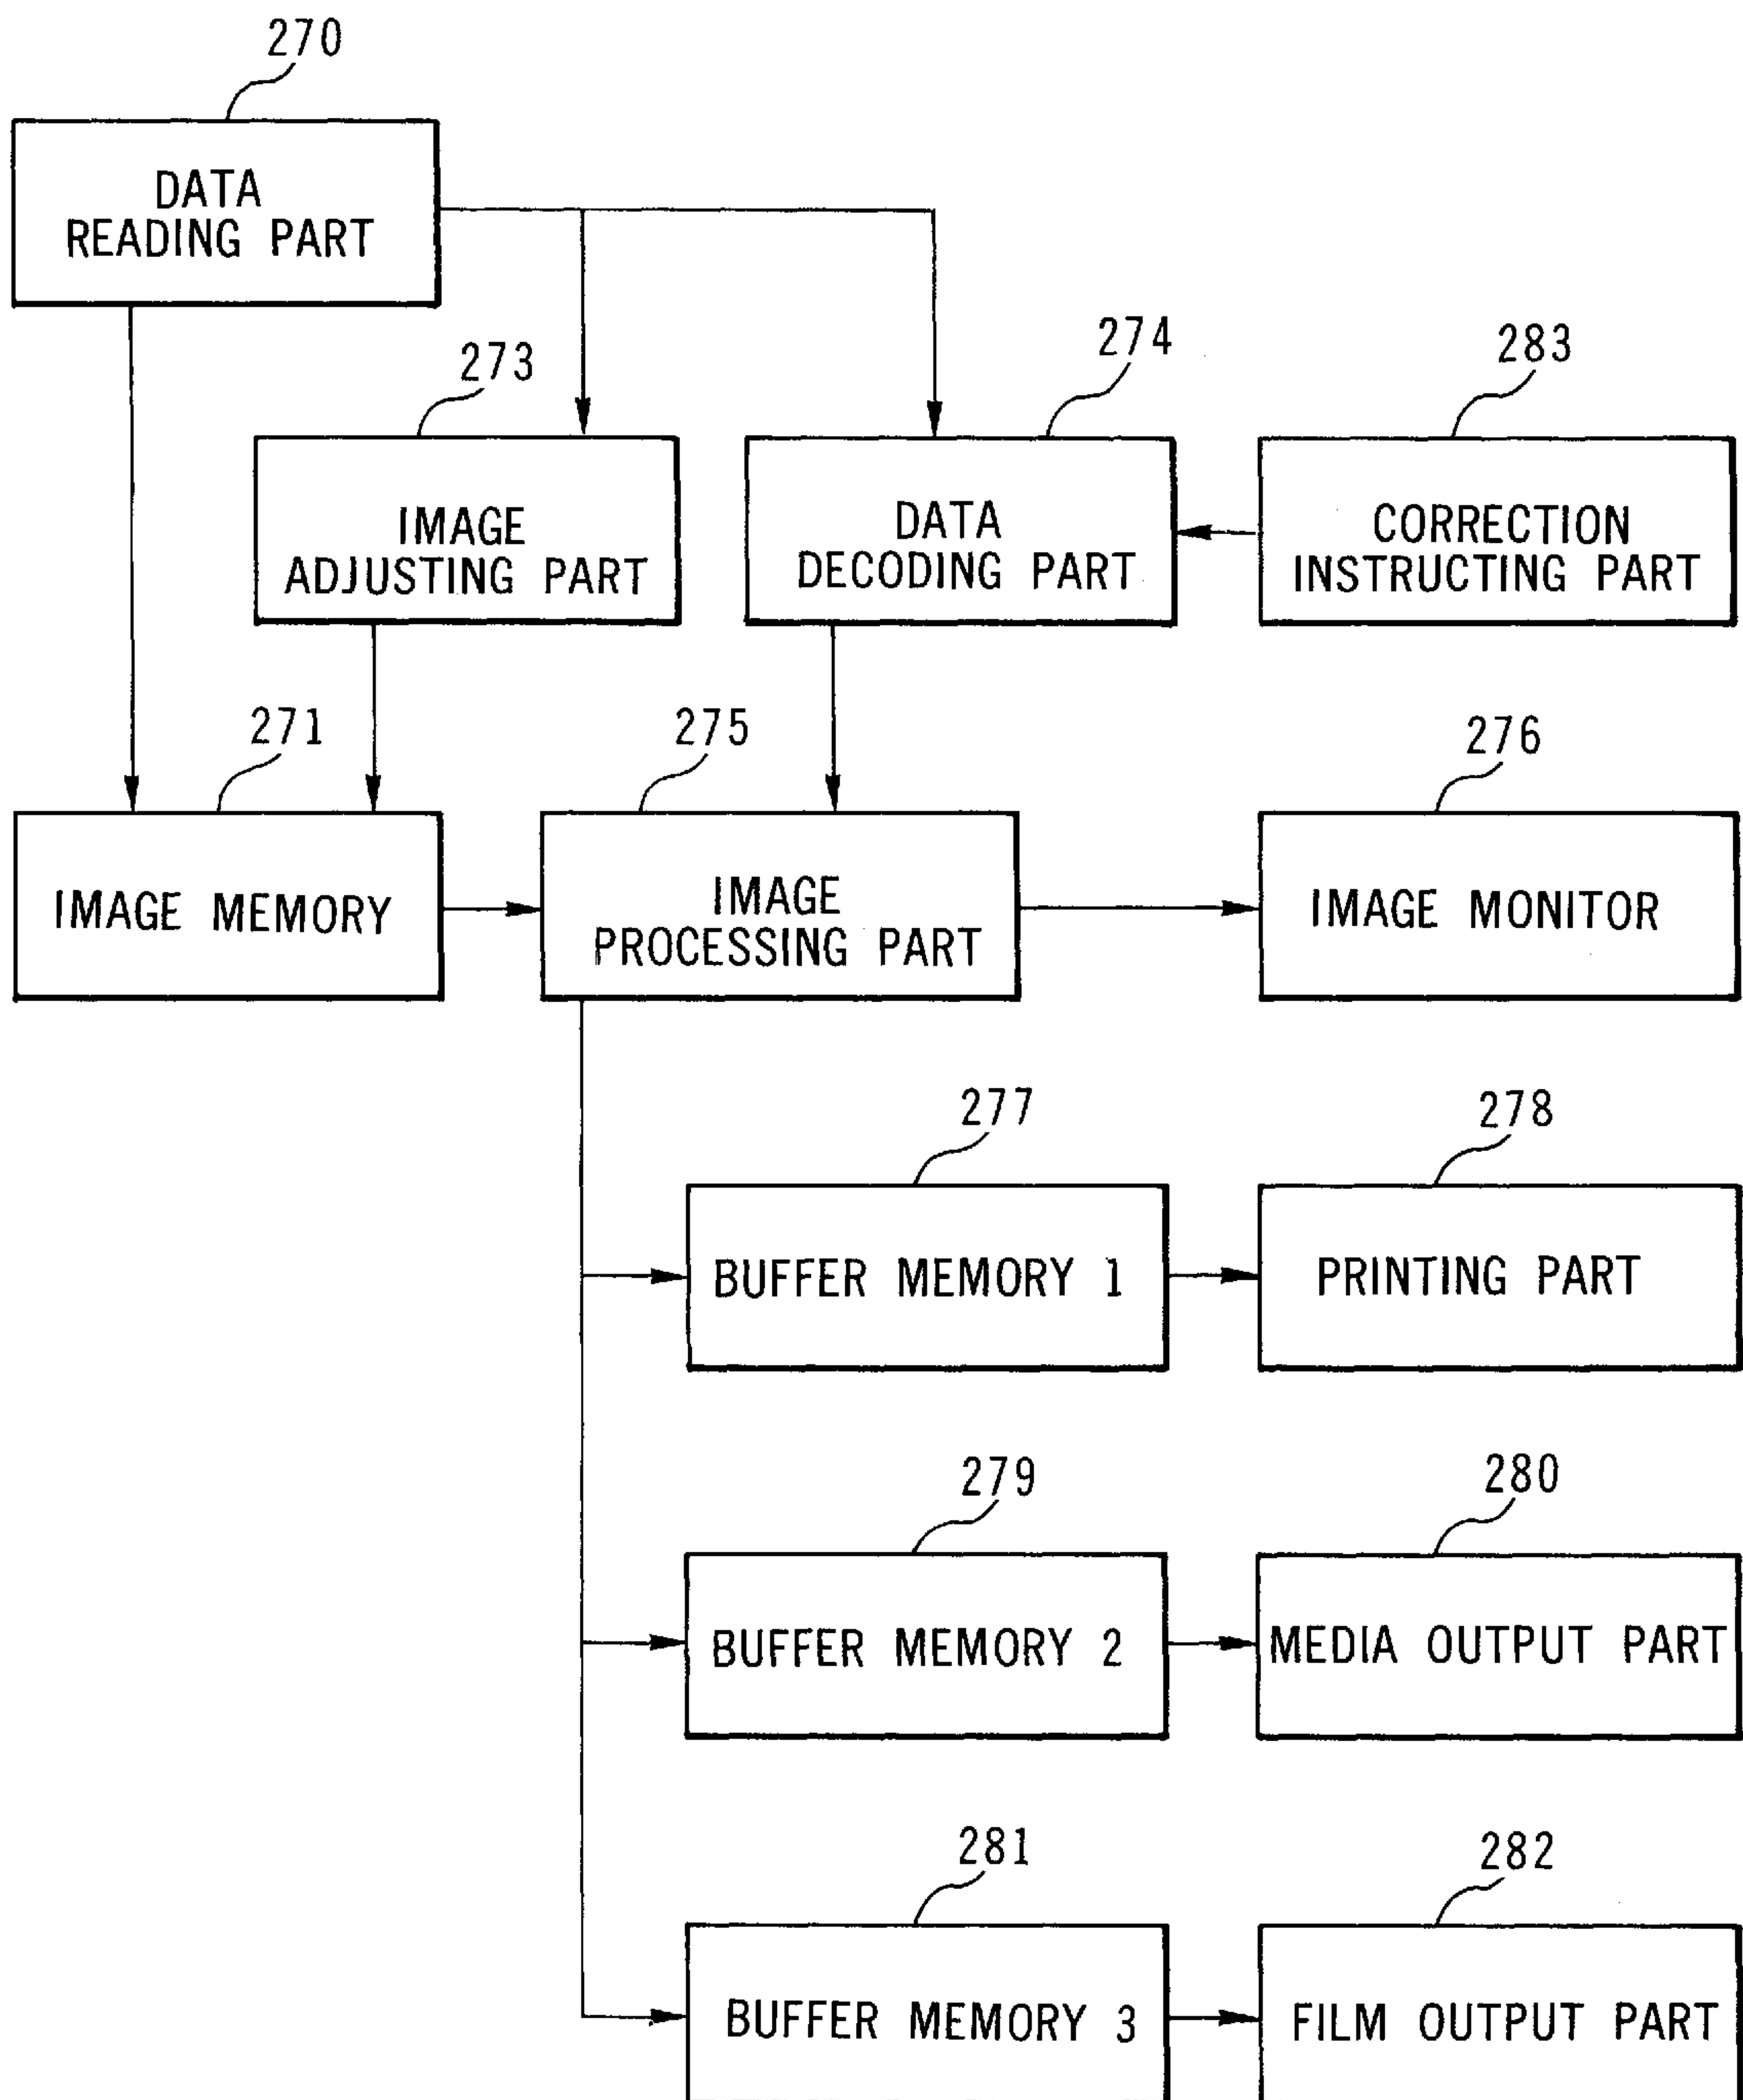 270
DATA
READING PART
273
274
283
IMAGE
ADJUSTING PART
DATA
DECODING PART
CORRECTION
INSTRUCTING PART
271
275
276
IMAGE MEMORY
IMAGE
PROCESSING PART
IMAGE MONITOR
277
278
BUFFER MEMORY 1
PRINTING PART
279
280
BUFFER MEMORY 2
MEDIA OUTPUT PART
281
282
BUFFER MEMORY 3
FILM OUTPUT PART